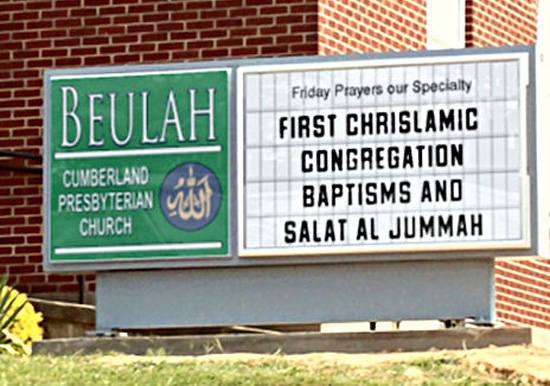 BEULAH
CUMBERLAND
PRESBYTERIAN
CHURCH
الله
Friday Prayers our Specialty
FIRST CHRISLAMIC
CONGREGATION
BAPTISMS AND
SALAT AL JUMMAH